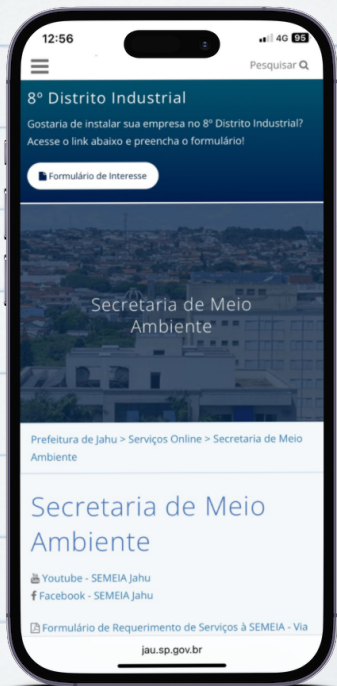 12:56
4G 95
Pesquisar
8º Distrito Industrial
Gostaria de instalar sua empresa no 8º Distrito Industrial?
Acesse o link abaixo e preencha o formulário!
Formulário de Interesse
Secretaria de Meio
Ambiente
Prefeitura de Jahu > Serviços Online > Secretaria de Meio
Ambiente
Secretaria de Meio
Ambiente
Youtube - SEMEIA Jahu
Facebook - SEMEIA Jahu
Formulário de Requerimento de Serviços à SEMEIA - Via
jau.sp.gov.br